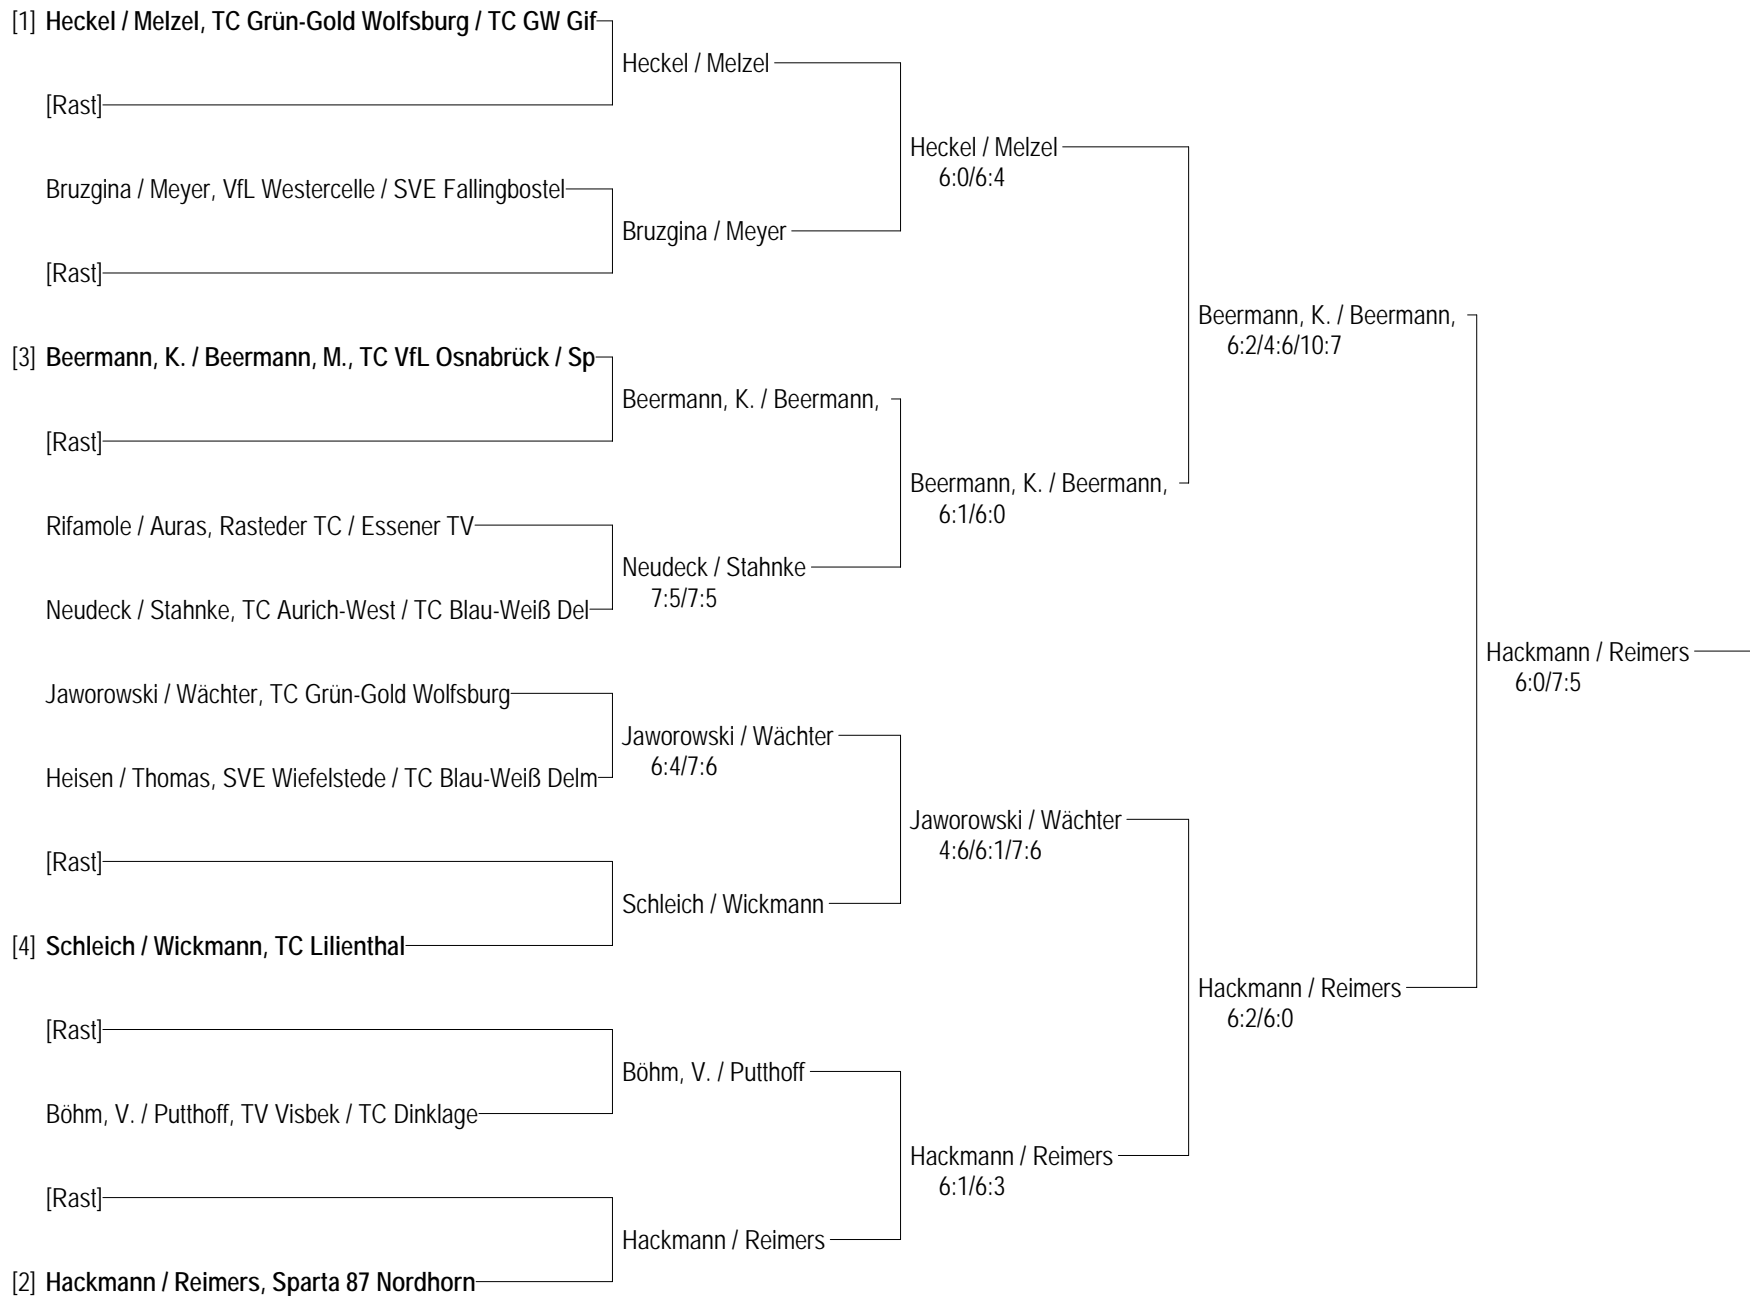 [1] Heckel / Melzel, TC Grün-Gold Wolfsburg / TC GW Gif
Heckel / Melzel
[Rast]
Heckel / Melzel
6:0/6:4
Bruzgina / Meyer, VfL Westercelle / SVE Fallingbostel
Bruzgina / Meyer
[Rast]
Beermann, K. / Beermann,
6:2/4:6/10:7
[3] Beermann, K. / Beermann, M., TC VfL Osnabrück / Sp
Beermann, K. / Beermann,
[Rast]
Beermann, K. / Beermann,
6:1/6:0
Rifamole / Auras, Rasteder TC / Essener TV
Neudeck / Stahnke
7:5/7:5
Neudeck / Stahnke, TC Aurich-West / TC Blau-Weiß Del
Hackmann / Reimers
6:0/7:5
Jaworowski / Wächter, TC Grün-Gold Wolfsburg
Jaworowski / Wächter
6:4/7:6
Heisen / Thomas, SVE Wiefelstede / TC Blau-Weiß Delm
Jaworowski / Wächter
4:6/6:1/7:6
[Rast]
Schleich / Wickmann
[4] Schleich / Wickmann, TC Lilienthal
Hackmann / Reimers
6:2/6:0
[Rast]
Böhm, V. / Putthoff
Böhm, V. / Putthoff, TV Visbek / TC Dinklage
Hackmann / Reimers
6:1/6:3
[Rast]
Hackmann / Reimers
[2] Hackmann / Reimers, Sparta 87 Nordhorn